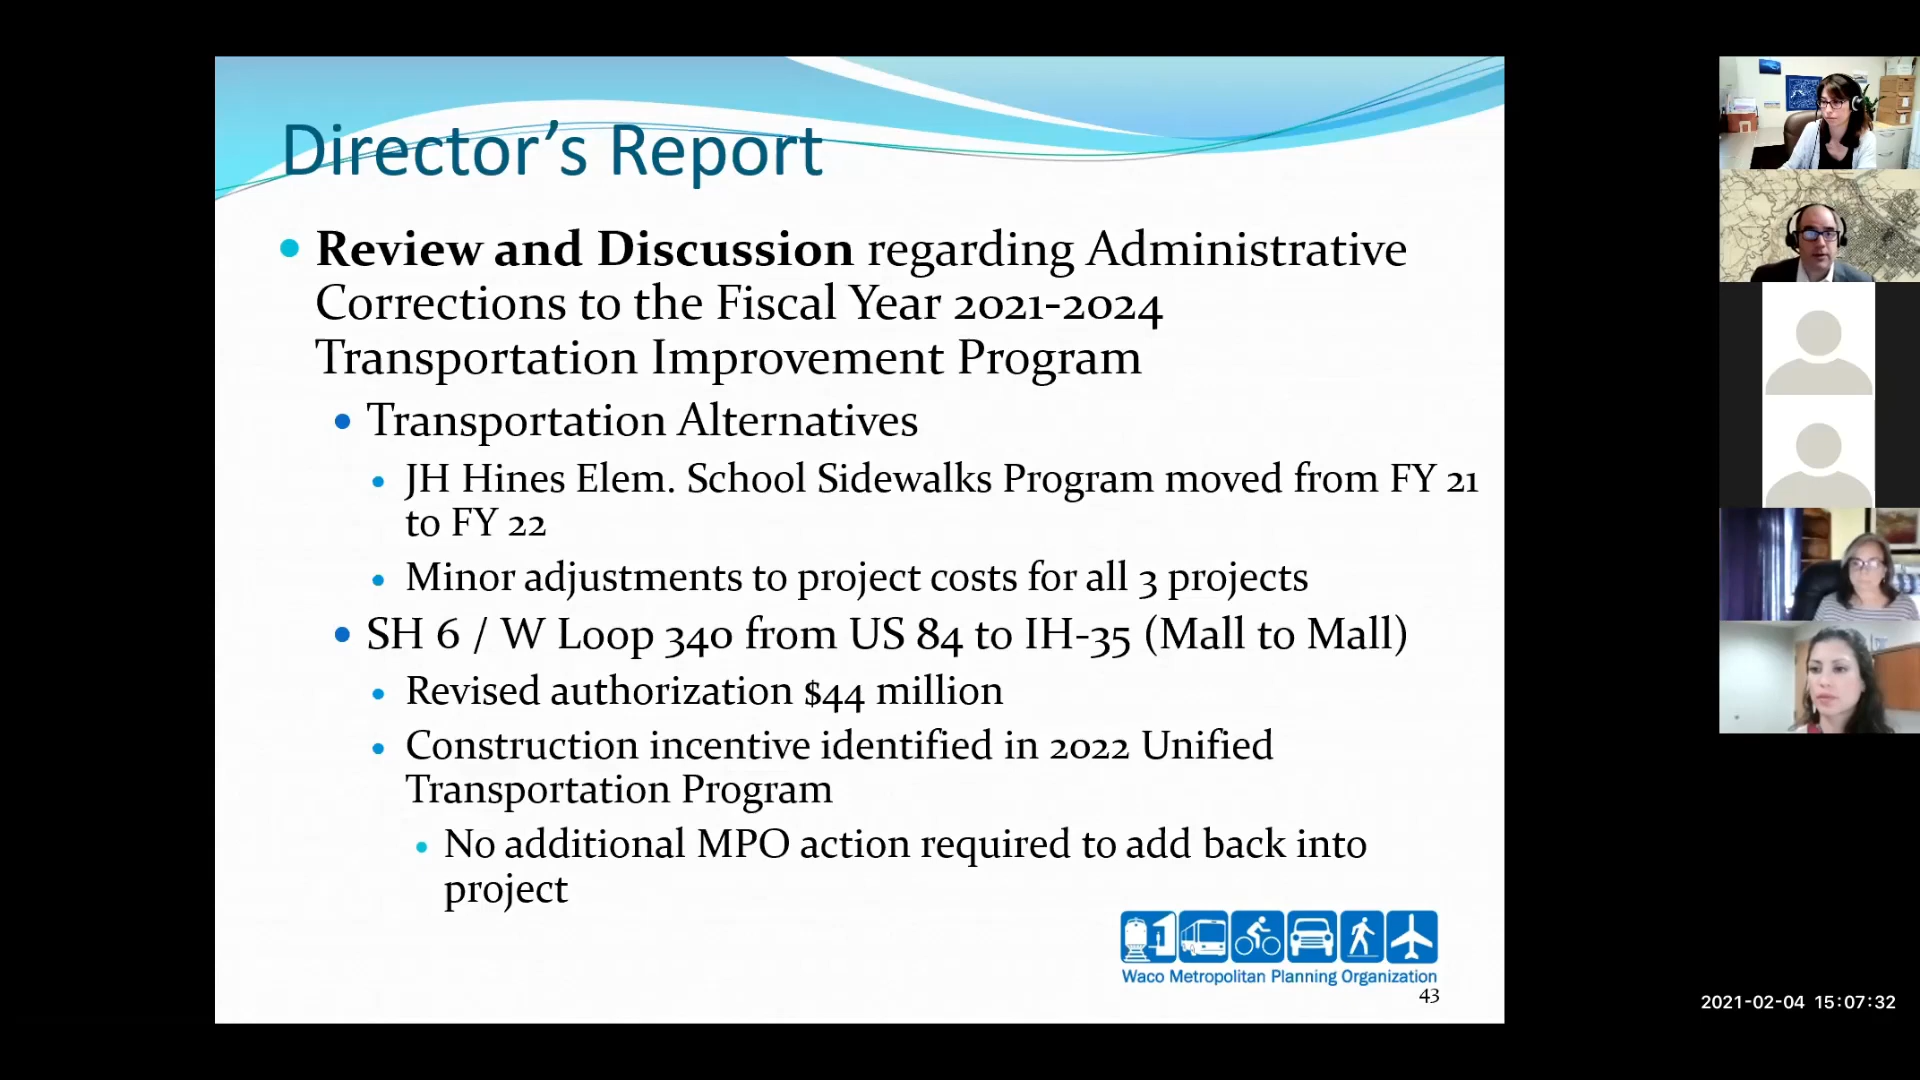 Director's Report
Review and Discussion regarding Administrative
Corrections to the Fiscal Year 2021-2024
Transportation Improvement Program
Transportation Alternatives
JH Hines Elem. School Sidewalks Program moved from FY 21
to FY 22
Minor adjustments to project costs for all 3 projects
SH 6 / W Loop 340 from US 84 to IH-35 (Mall to Mall)
Revised authorization $44 million
Construction incentive identified in 2022 Unified
Transportation Program
No additional MPO action required to add back into
project
Waco Metropolitan Planning Organization
43
2021-02-04 15:07:32